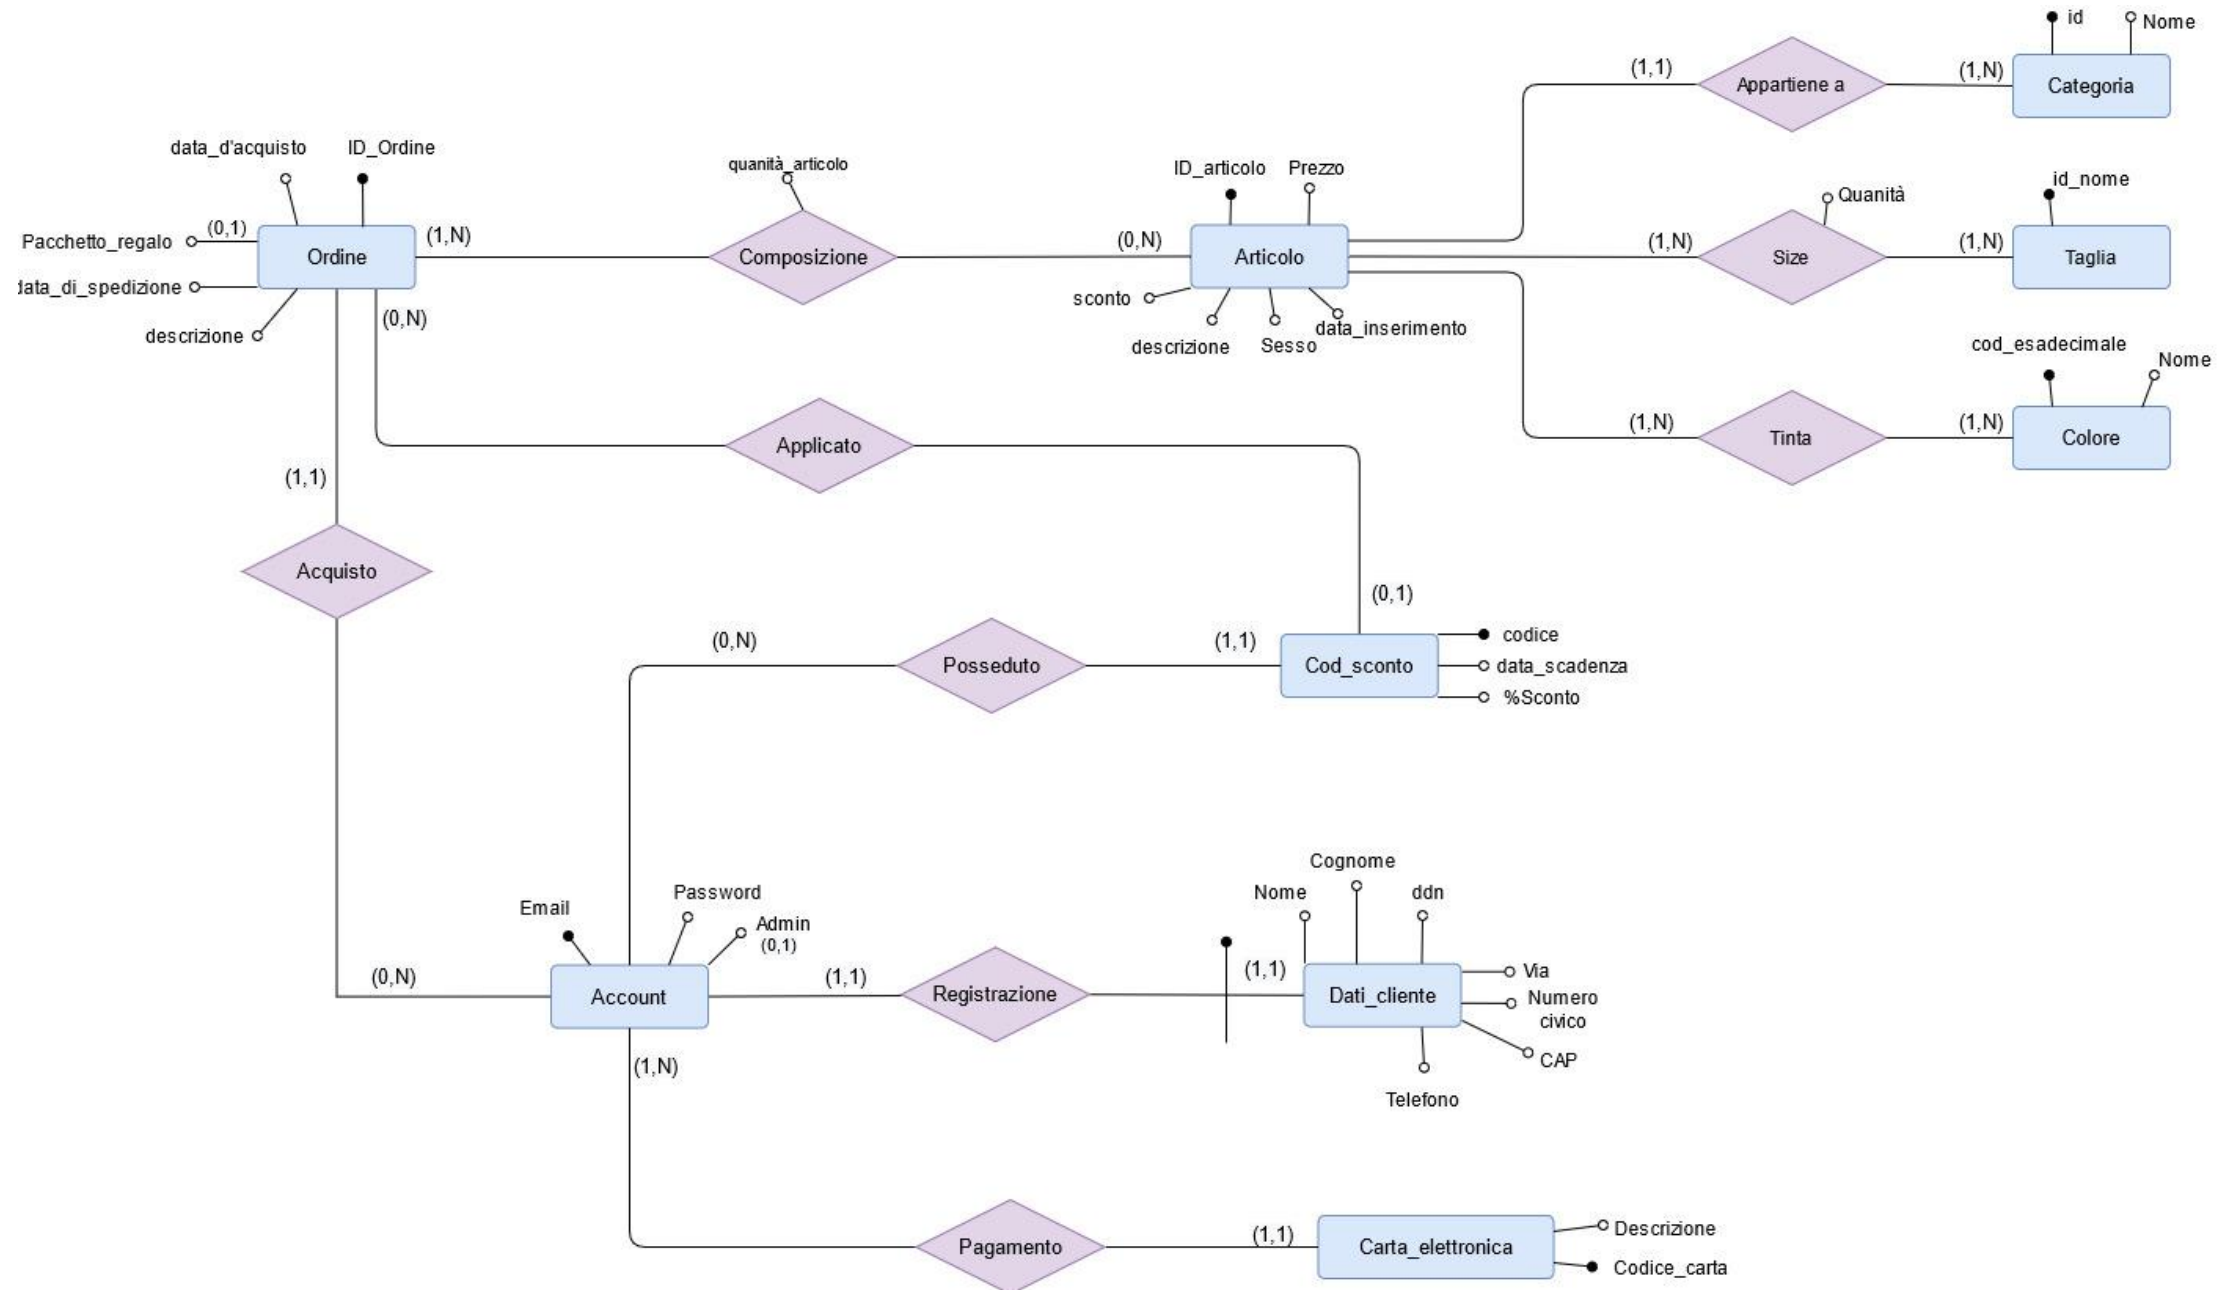 id
Nome
(1,1)
Appartiene a
(1,N)
Categoria
data_d'acquisto
ID_Ordine
quanità_articolo
ID_articolo
Prezzo
id_nome
Quanità
Pacchetto_regalo
(0,1)
Ordine
(1,N)
Composizione
(0,N)
Articolo
(1,N)
Size
(1,N)
Taglia
data_di_spedizione
sconto
descrizione
(0,N)
descrizione
Sesso
data_inserimento
cod_esadecimale
Nome
(1,N)
Tinta
(1,N)
Colore
Applicato
(1,1)
Acquisto
(0,1)
(0,N)
Posseduto
(1,1)
Cod_sconto
codice
data_scadenza
%Sconto
Cognome
Email
Password
Admin
(0,1)
Nome
ddn
(0,N)
Account
(1,1)
Registrazione
(1,1)
Dati_cliente
Via
Numero
civico
CAP
Telefono
(1,N)
Pagamento
(1,1)
Carta_elettronica
Descrizione
Codice_carta